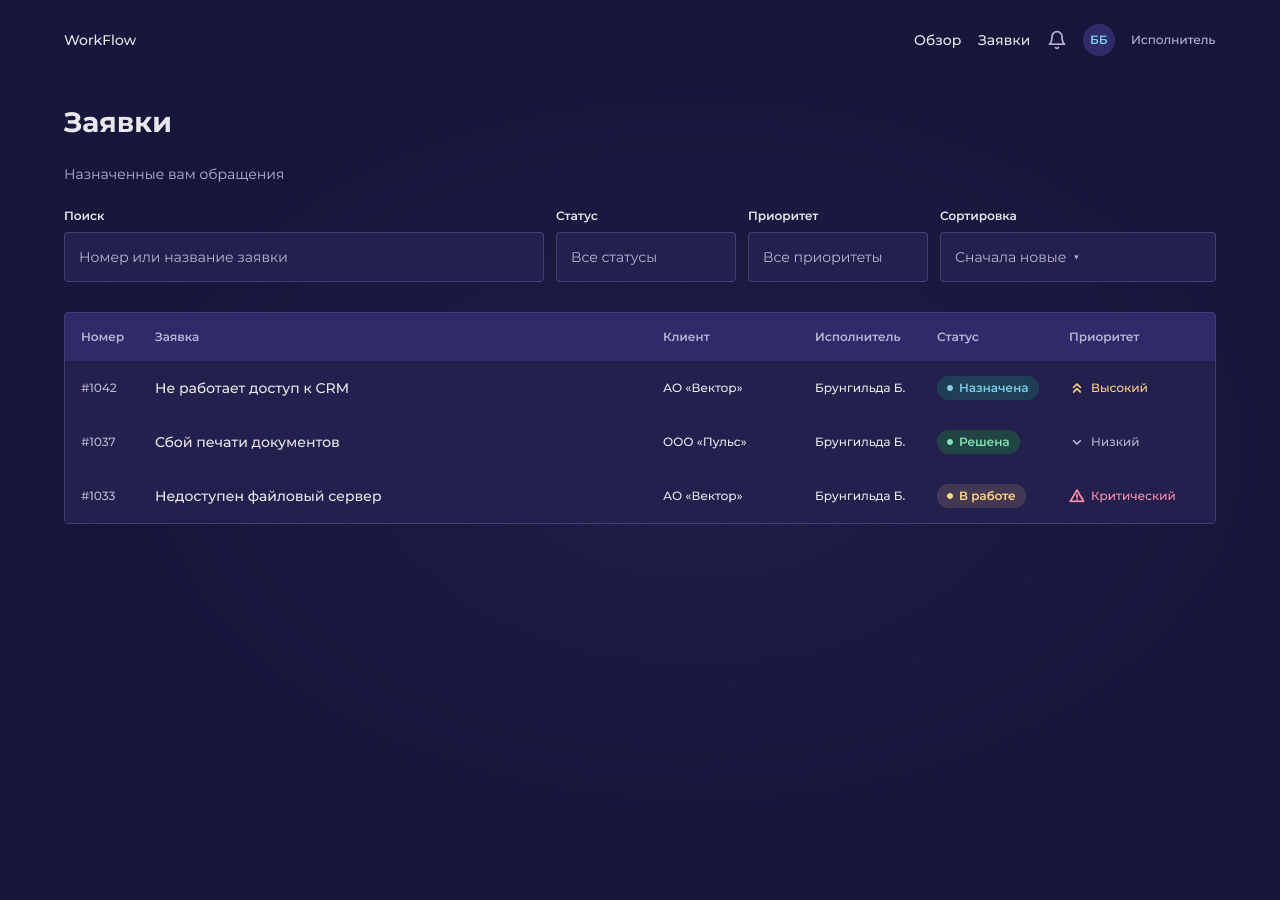 WorkFlow Обзор Заявки ББ Исполнитель
Заявки
Назначенные вам обращения
Поиск Статус Приоритет Сортировка
Номер или название заявки Все статусы Все приоритеты Сначала новые
Номер Заявка Клиент Исполнитель Статус Приоритет
#1042 Не работает доступ к CRM АО «Вектор» Брунгильда Б. Назначена Высокий
#1037 Сбой печати документов ООО «Пульс» Брунгильда Б. Решена Низкий
#1033 Недоступен файловый сервер АО «Вектор» Брунгильда Б. В работе Критический